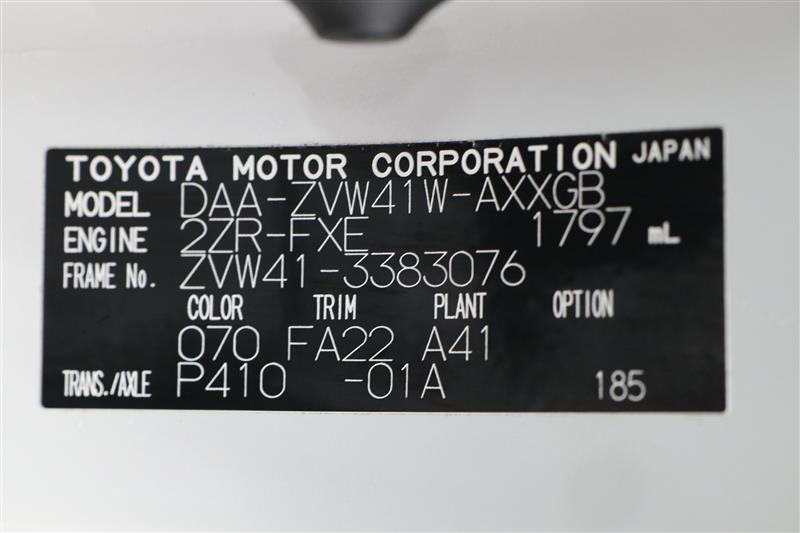 TOYOTA MOTOR CORPORATION JAPAN
MODEL DAA-ZVW41W-AXXGB
ENGINE 2ZR-FXE 1797 mL
FRAME No. ZVW41-3383076
COLOR TRIM PLANT OPTION
070 FA22 A41
TRANS./AXLE P410 -01A 185